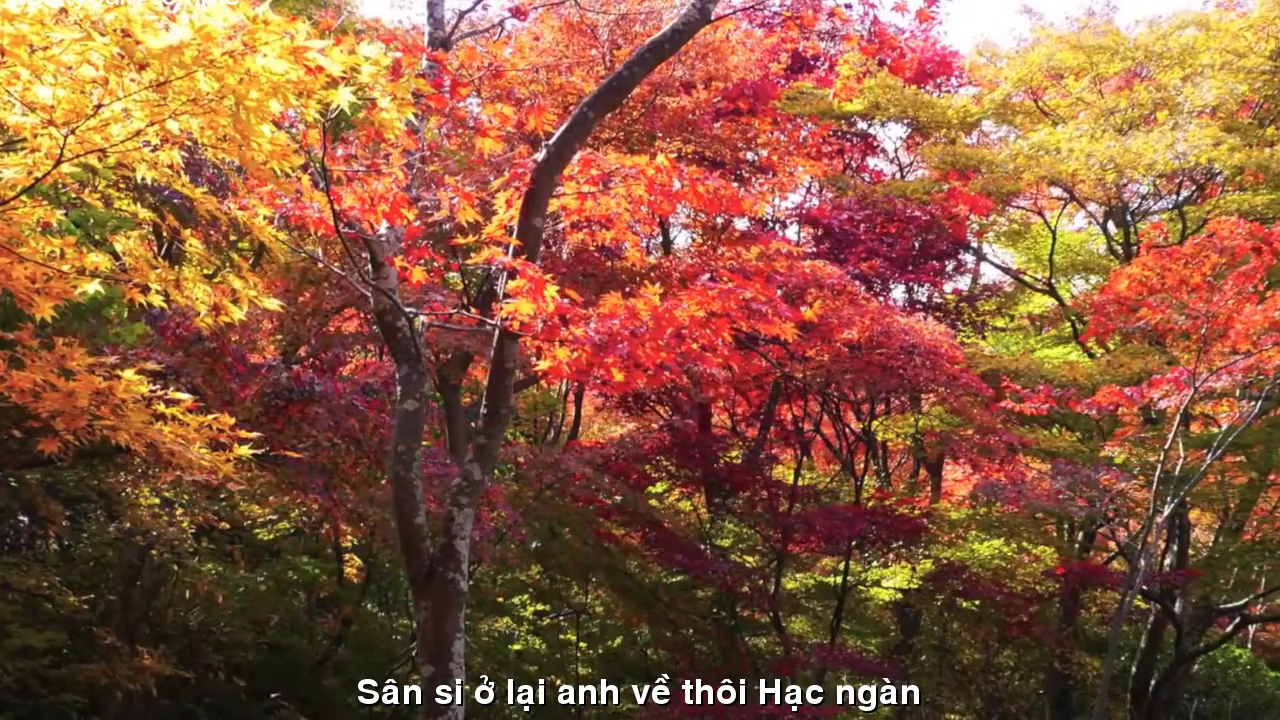 Sân si ở lại anh về thôi Hạc ngàn